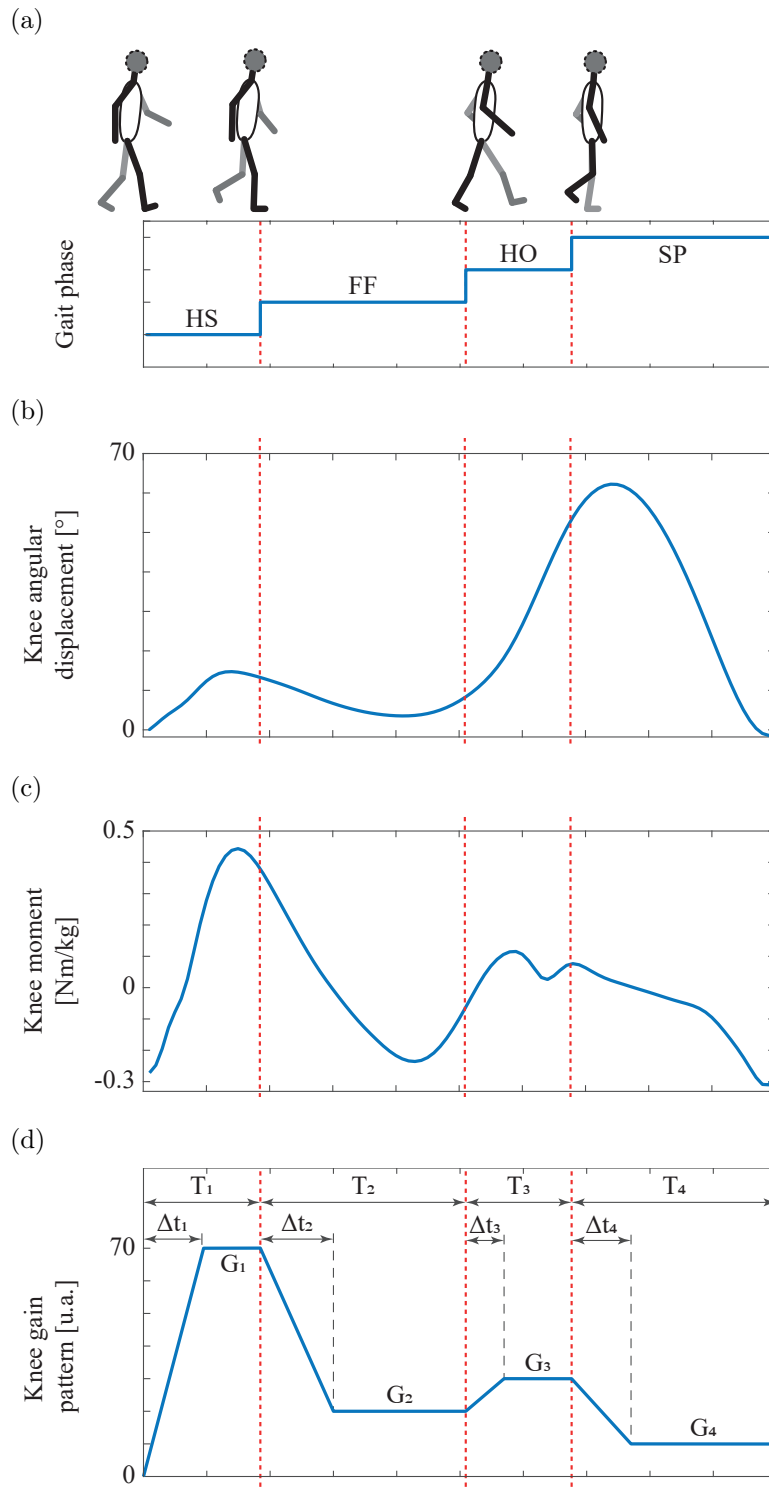 (a)
Gait phase
HS
FF
HO
SP
(b)
Knee angular
displacement [°]
70
0
(c)
Knee moment
[Nm/kg]
0.5
0
-0.3
(d)
Knee gain
pattern [u.a.]
T₁
T₂
T₃
T₄
Δt₁
Δt₂
Δt₃
Δt₄
70
G₁
G₂
G₃
G₄
0